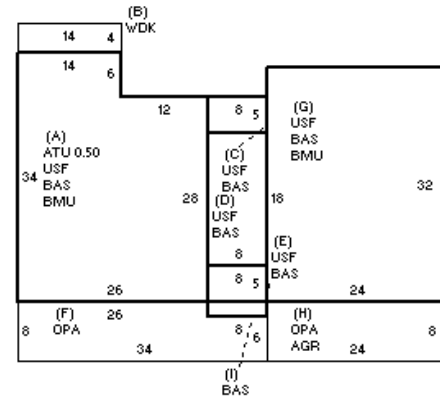 (B)
WDK
14 4
14
6
12
8
5
(G)
USF
BAS
BMU
(A)
ATU 0.50
USF
BAS
BMU
34
(C)
USF
BAS
28
(D)
USF
BAS
18
32
8
(E)
USF
BAS
8
5
26
24
26
(F)
OPA
8
34
8
6
(H)
OPA
AGR
24
8
(I)
BAS